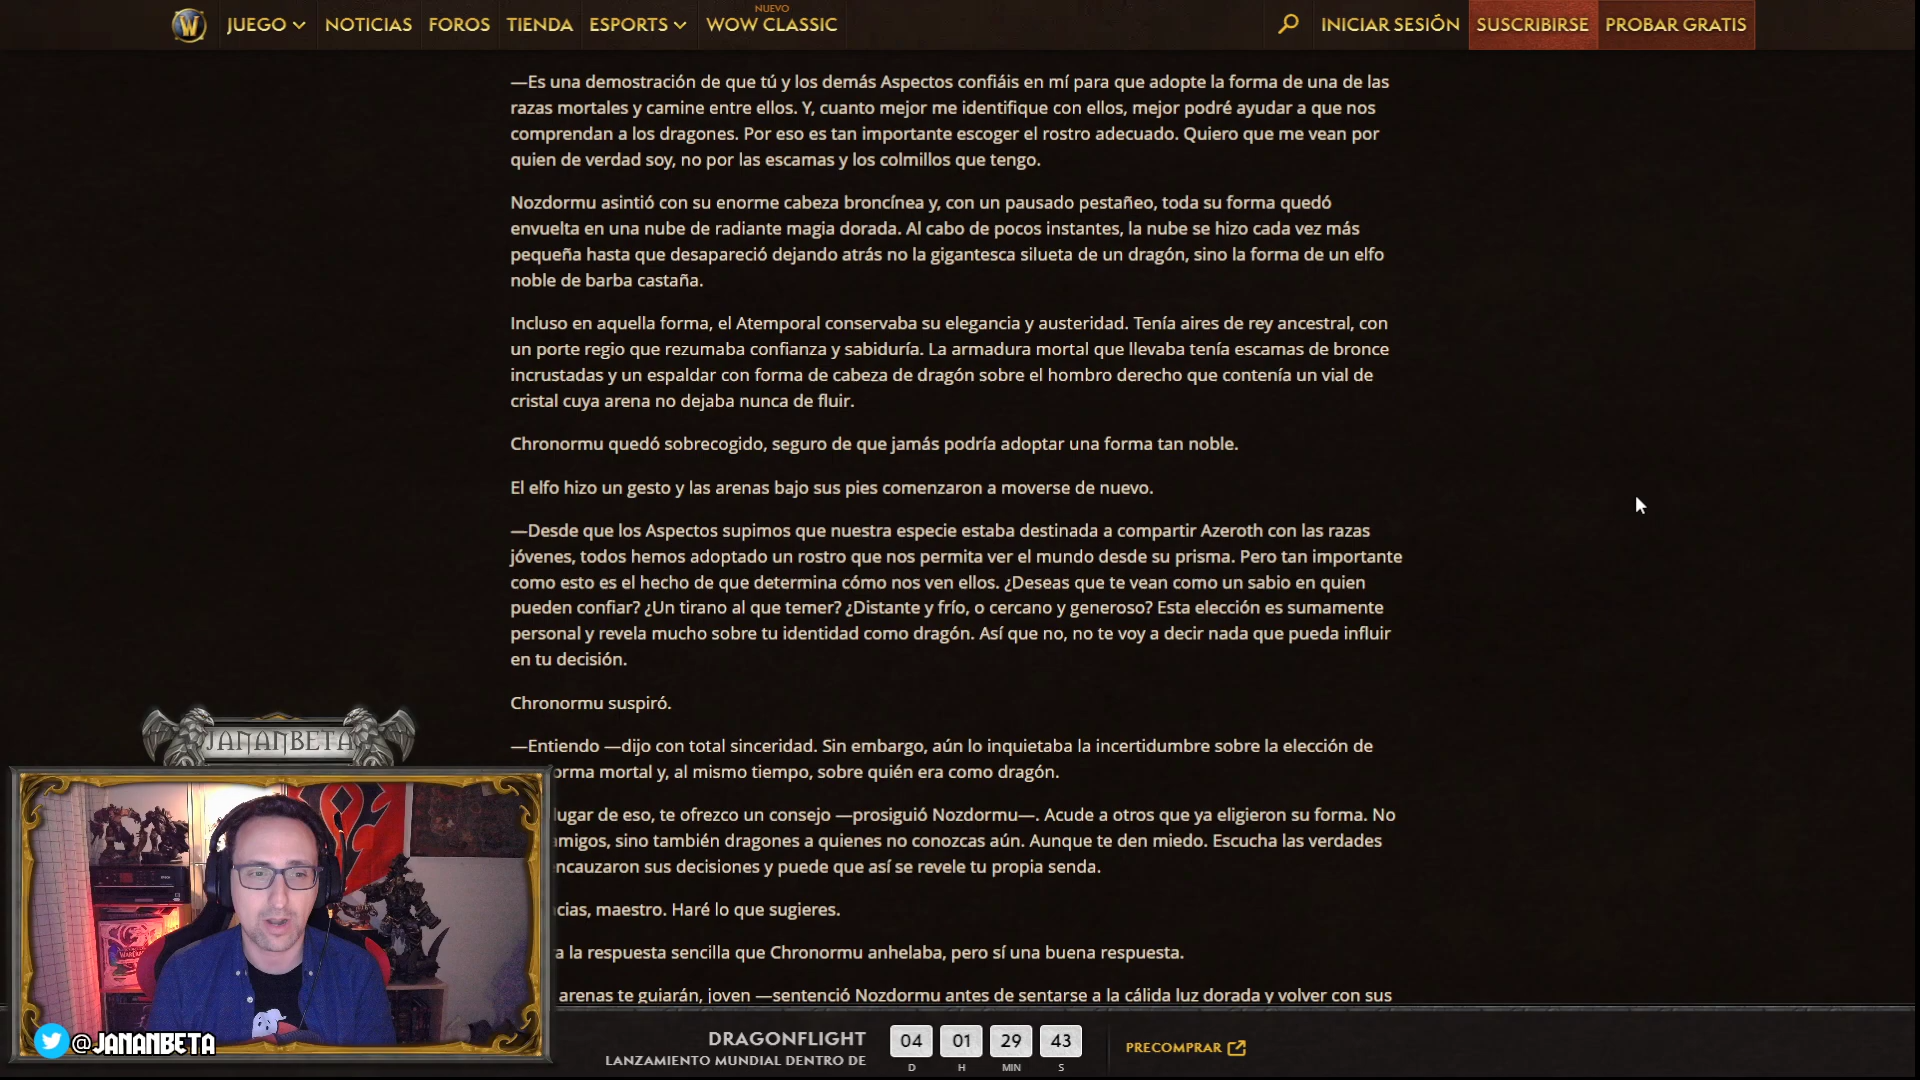 JUEGO
NOTICIAS
FOROS
TIENDA
ESPORTS
NUEVO
WOW CLASSIC
INICIAR SESIÓN
SUSCRIBIRSE
PROBAR GRATIS
—Es una demostración de que tú y los demás Aspectos confiáis en mí para que adopte la forma de una de las
razas mortales y camine entre ellos. Y, cuanto mejor me identifique con ellos, mejor podré ayudar a que nos
comprendan a los dragones. Por eso es tan importante escoger el rostro adecuado. Quiero que me vean por
quien de verdad soy, no por las escamas y los colmillos que tengo.
Nozdormu asintió con su enorme cabeza broncínea y, con un pausado pestañeo, toda su forma quedó
envuelta en una nube de radiante magia dorada. Al cabo de pocos instantes, la nube se hizo cada vez más
pequeña hasta que desapareció dejando atrás no la gigantesca silueta de un dragón, sino la forma de un elfo
noble de barba castaña.
Incluso en aquella forma, el Atemporal conservaba su elegancia y austeridad. Tenía aires de rey ancestral, con
un porte regio que rezumaba confianza y sabiduría. La armadura mortal que llevaba tenía escamas de bronce
incrustadas y un espaldar con forma de cabeza de dragón sobre el hombro derecho que contenía un vial de
cristal cuya arena no dejaba nunca de fluir.
Chronormu quedó sobrecogido, seguro de que jamás podría adoptar una forma tan noble.
El elfo hizo un gesto y las arenas bajo sus pies comenzaron a moverse de nuevo.
—Desde que los Aspectos supimos que nuestra especie estaba destinada a compartir Azeroth con las razas
jóvenes, todos hemos adoptado un rostro que nos permita ver el mundo desde su prisma. Pero tan importante
como esto es el hecho de que determina cómo nos ven ellos. ¿Deseas que te vean como un sabio en quien
pueden confiar? ¿Un tirano al que temer? ¿Distante y frío, o cercano y generoso? Esta elección es sumamente
personal y revela mucho sobre tu identidad como dragón. Así que no, no te voy a decir nada que pueda influir
en tu decisión.
Chronormu suspiró.
—Entiendo —dijo con total sinceridad. Sin embargo, aún lo inquietaba la incertidumbre sobre la elección de
orma mortal y, al mismo tiempo, sobre quién era como dragón.
lugar de eso, te ofrezco un consejo —prosiguió Nozdormu—. Acude a otros que ya eligieron su forma. No
amigos, sino también dragones a quienes no conozcas aún. Aunque te den miedo. Escucha las verdades
ncauzaron sus decisiones y puede que así se revele tu propia senda.
cias, maestro. Haré lo que sugieres.
a la respuesta sencilla que Chronormu anhelaba, pero sí una buena respuesta.
arenas te guiarán, joven —sentenció Nozdormu antes de sentarse a la cálida luz dorada y volver con sus
JANANBETA
@JANANBETA
DRAGONFLIGHT
LANZAMIENTO MUNDIAL DENTRO DE
04 01 29 43
D H MIN S
PRECOMPRAR